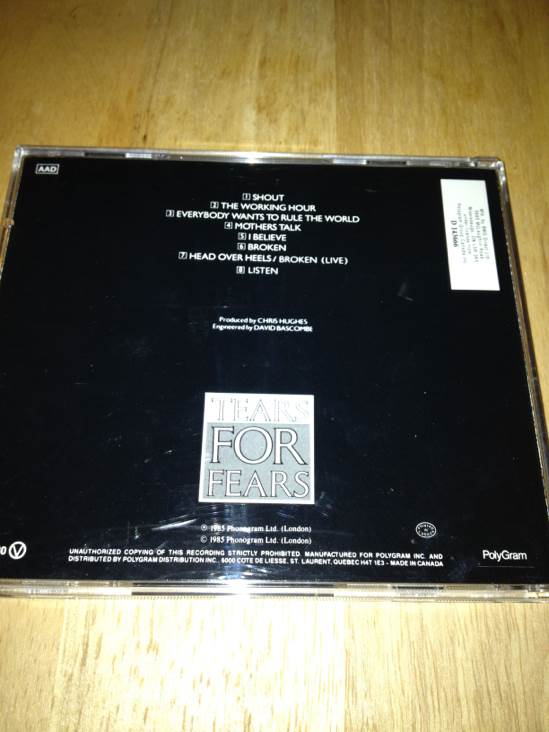 AAD
1 SHOUT
2 THE WORKING HOUR
3 EVERYBODY WANTS TO RULE THE WORLD
4 MOTHERS TALK
5 I BELIEVE
6 BROKEN
7 HEAD OVER HEELS / BROKEN (LIVE)
8 LISTEN
D 143666
Produced by CHRIS HUGHES
Engineered by DAVID BASCOMBE
TEARS
FOR
FEARS
℗ 1985 Phonogram Ltd. (London)
© 1985 Phonogram Ltd. (London)
UNAUTHORIZED COPYING OF THIS RECORDING STRICTLY PROHIBITED. MANUFACTURED FOR POLYGRAM INC. AND
DISTRIBUTED BY POLYGRAM DISTRIBUTION INC., 6000 COTE DE LIESSE, ST. LAURENT, QUEBEC H4T 1E3 - MADE IN CANADA
PolyGram